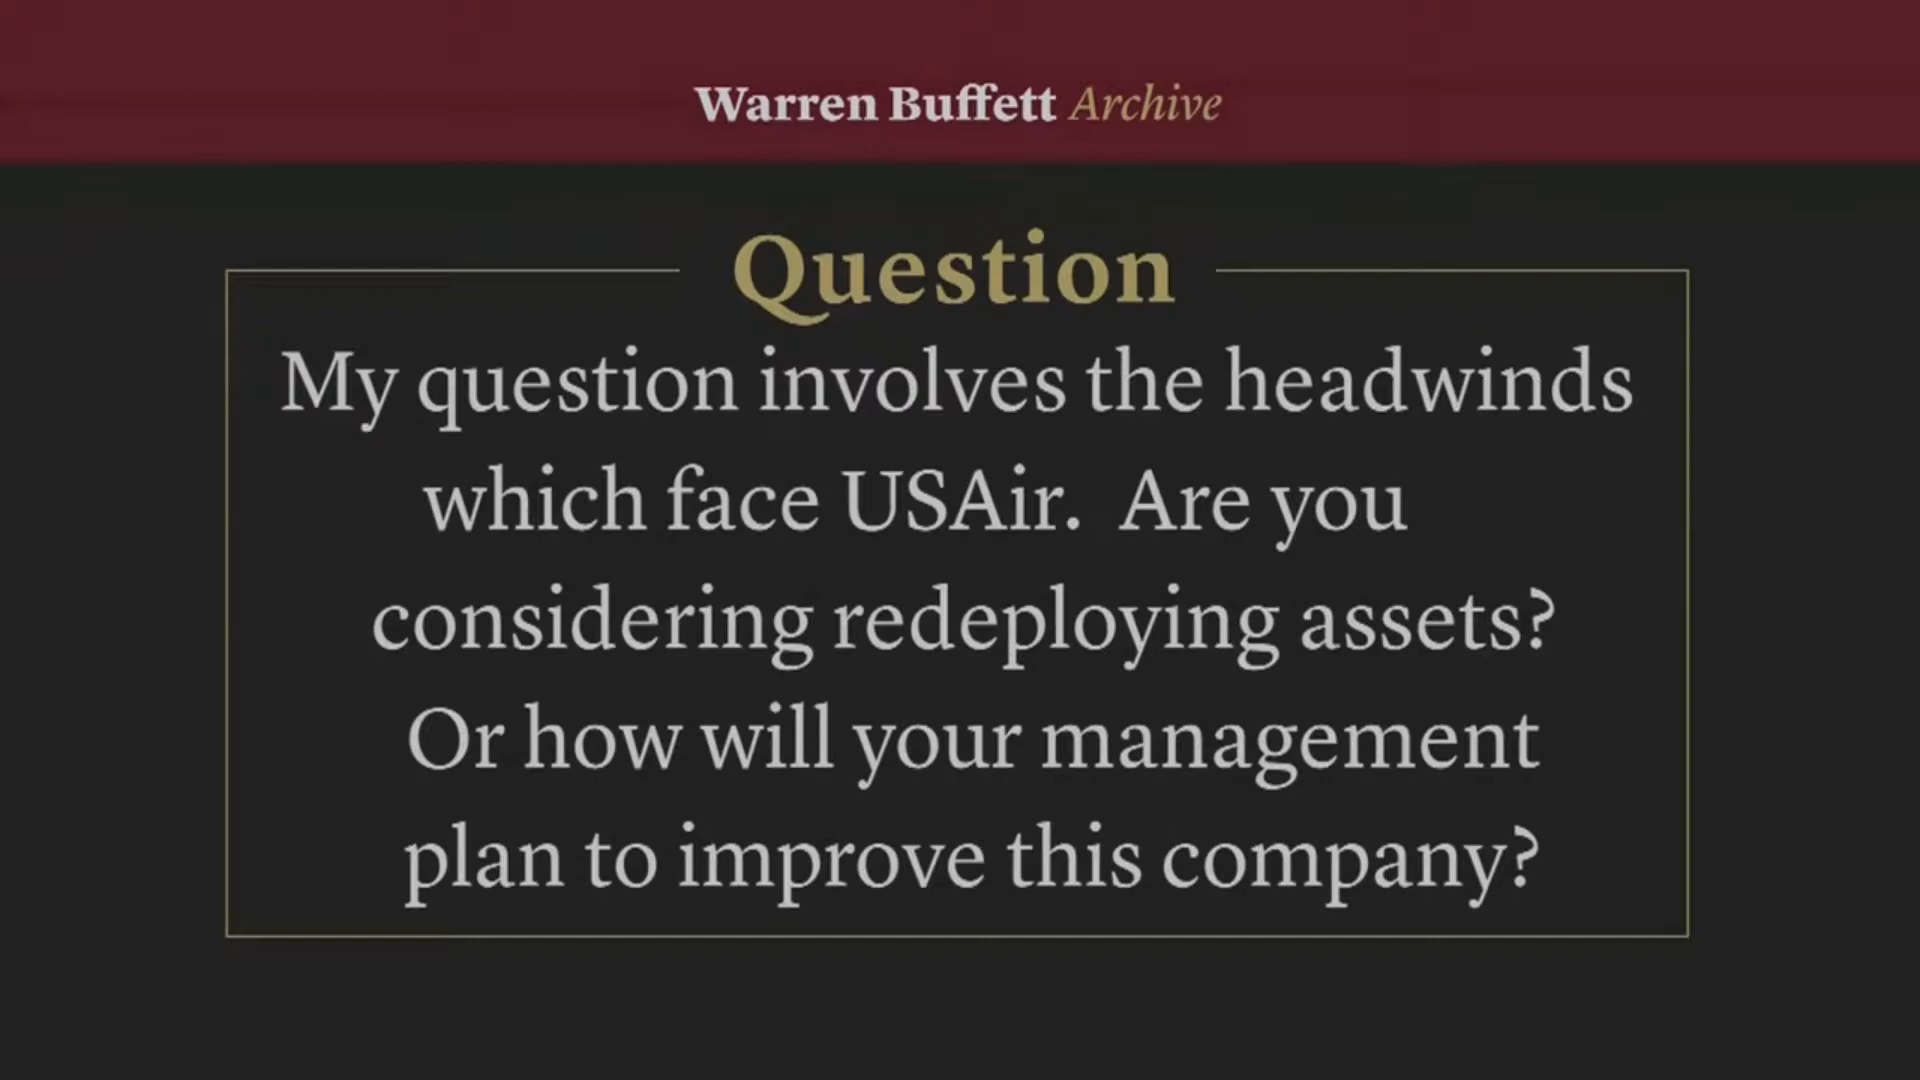 Warren Buffett Archive
Question
My question involves the headwinds
which face USAir.  Are you
considering redeploying assets?
Or how will your management
plan to improve this company?